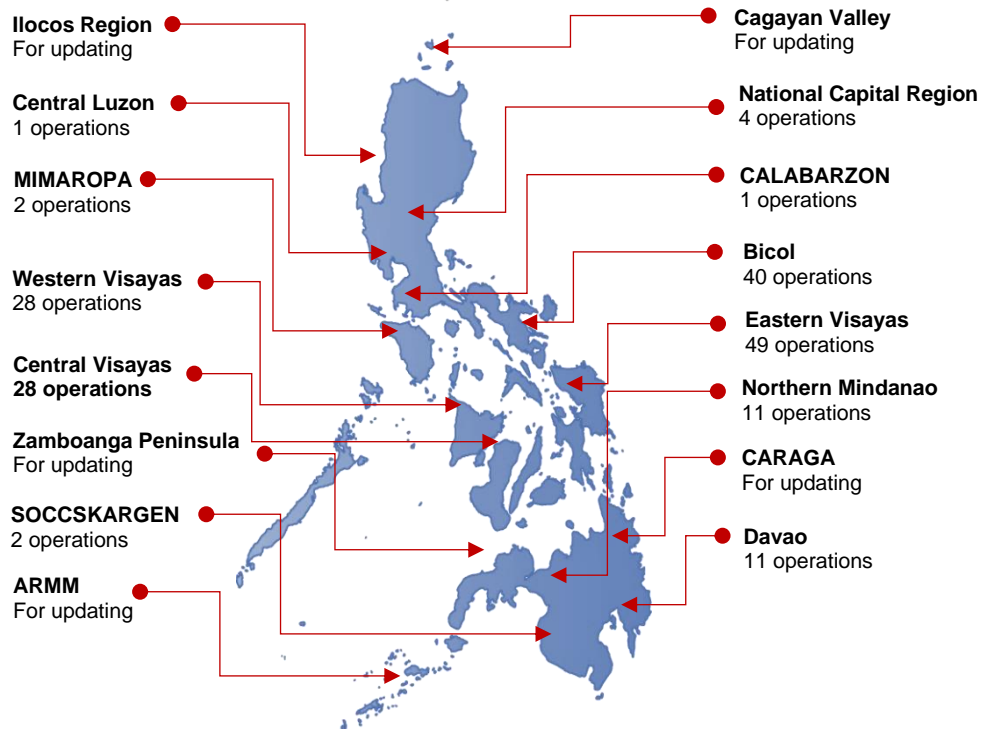 Ilocos Region
For updating
Central Luzon
1 operations
MIMAROPA
2 operations
Western Visayas
28 operations
Central Visayas
28 operations
Zamboanga Peninsula
For updating
SOCCSKARGEN
2 operations
ARMM
For updating
Cagayan Valley
For updating
National Capital Region
4 operations
CALABARZON
1 operations
Bicol
40 operations
Eastern Visayas
49 operations
Northern Mindanao
11 operations
CARAGA
For updating
Davao
11 operations